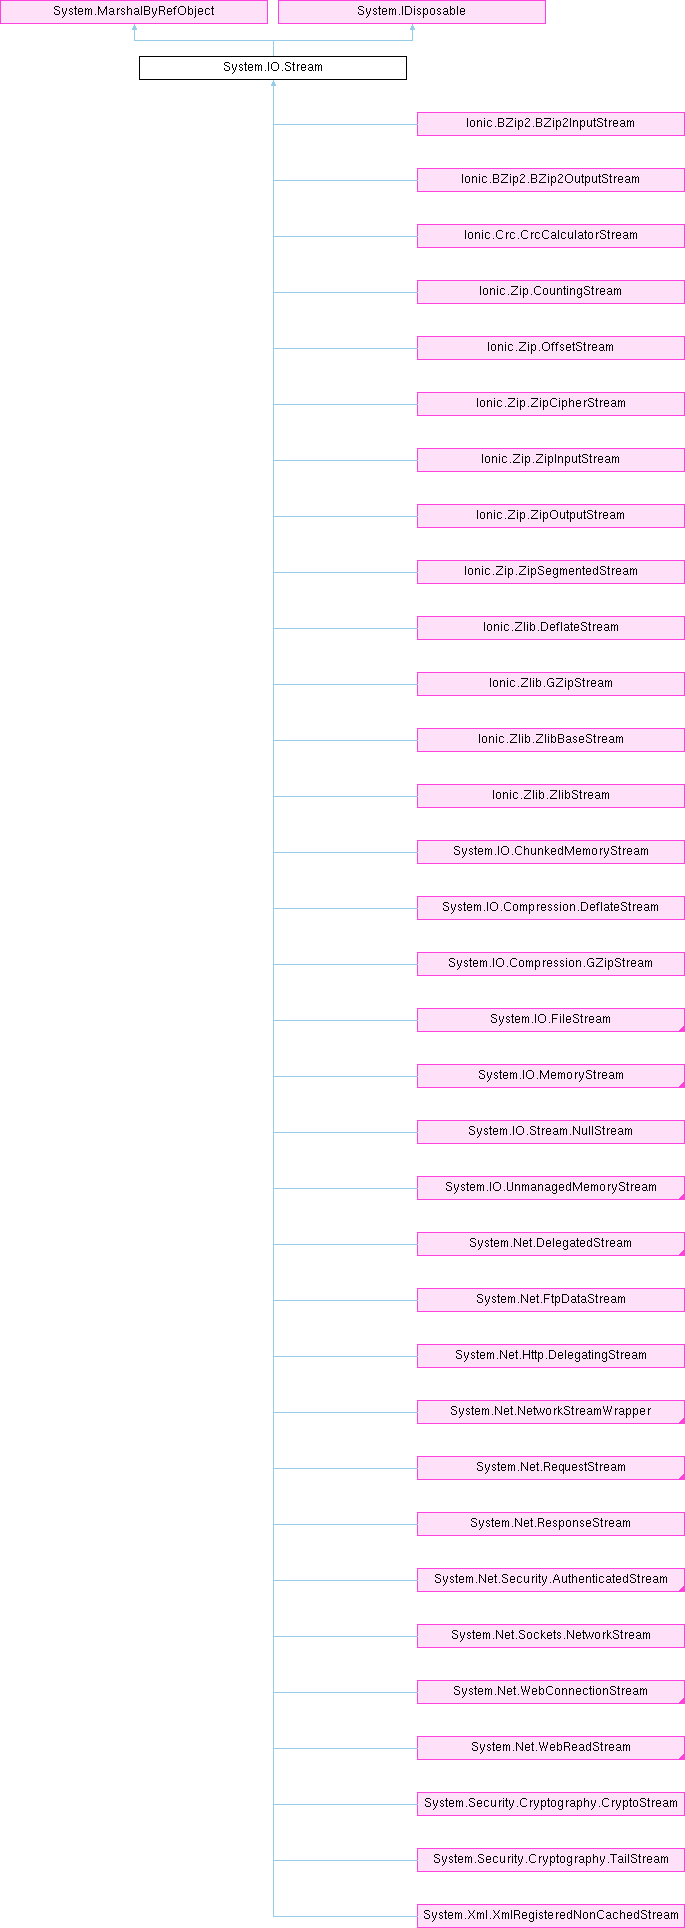 System.MarshalByRefObject
System.IDisposable
System.IO.Stream
Ionic.BZip2.BZip2InputStream
Ionic.BZip2.BZip2OutputStream
Ionic.Crc.CrcCalculatorStream
Ionic.Zip.CountingStream
Ionic.Zip.OffsetStream
Ionic.Zip.ZipCipherStream
Ionic.Zip.ZipInputStream
Ionic.Zip.ZipOutputStream
Ionic.Zip.ZipSegmentedStream
Ionic.Zlib.DeflateStream
Ionic.Zlib.GZipStream
Ionic.Zlib.ZlibBaseStream
Ionic.Zlib.ZlibStream
System.IO.ChunkedMemoryStream
System.IO.Compression.DeflateStream
System.IO.Compression.GZipStream
System.IO.FileStream
System.IO.MemoryStream
System.IO.Stream.NullStream
System.IO.UnmanagedMemoryStream
System.Net.DelegatedStream
System.Net.FtpDataStream
System.Net.Http.DelegatingStream
System.Net.NetworkStreamWrapper
System.Net.RequestStream
System.Net.ResponseStream
System.Net.Security.AuthenticatedStream
System.Net.Sockets.NetworkStream
System.Net.WebConnectionStream
System.Net.WebReadStream
System.Security.Cryptography.CryptoStream
System.Security.Cryptography.TailStream
System.Xml.XmlRegisteredNonCachedStream